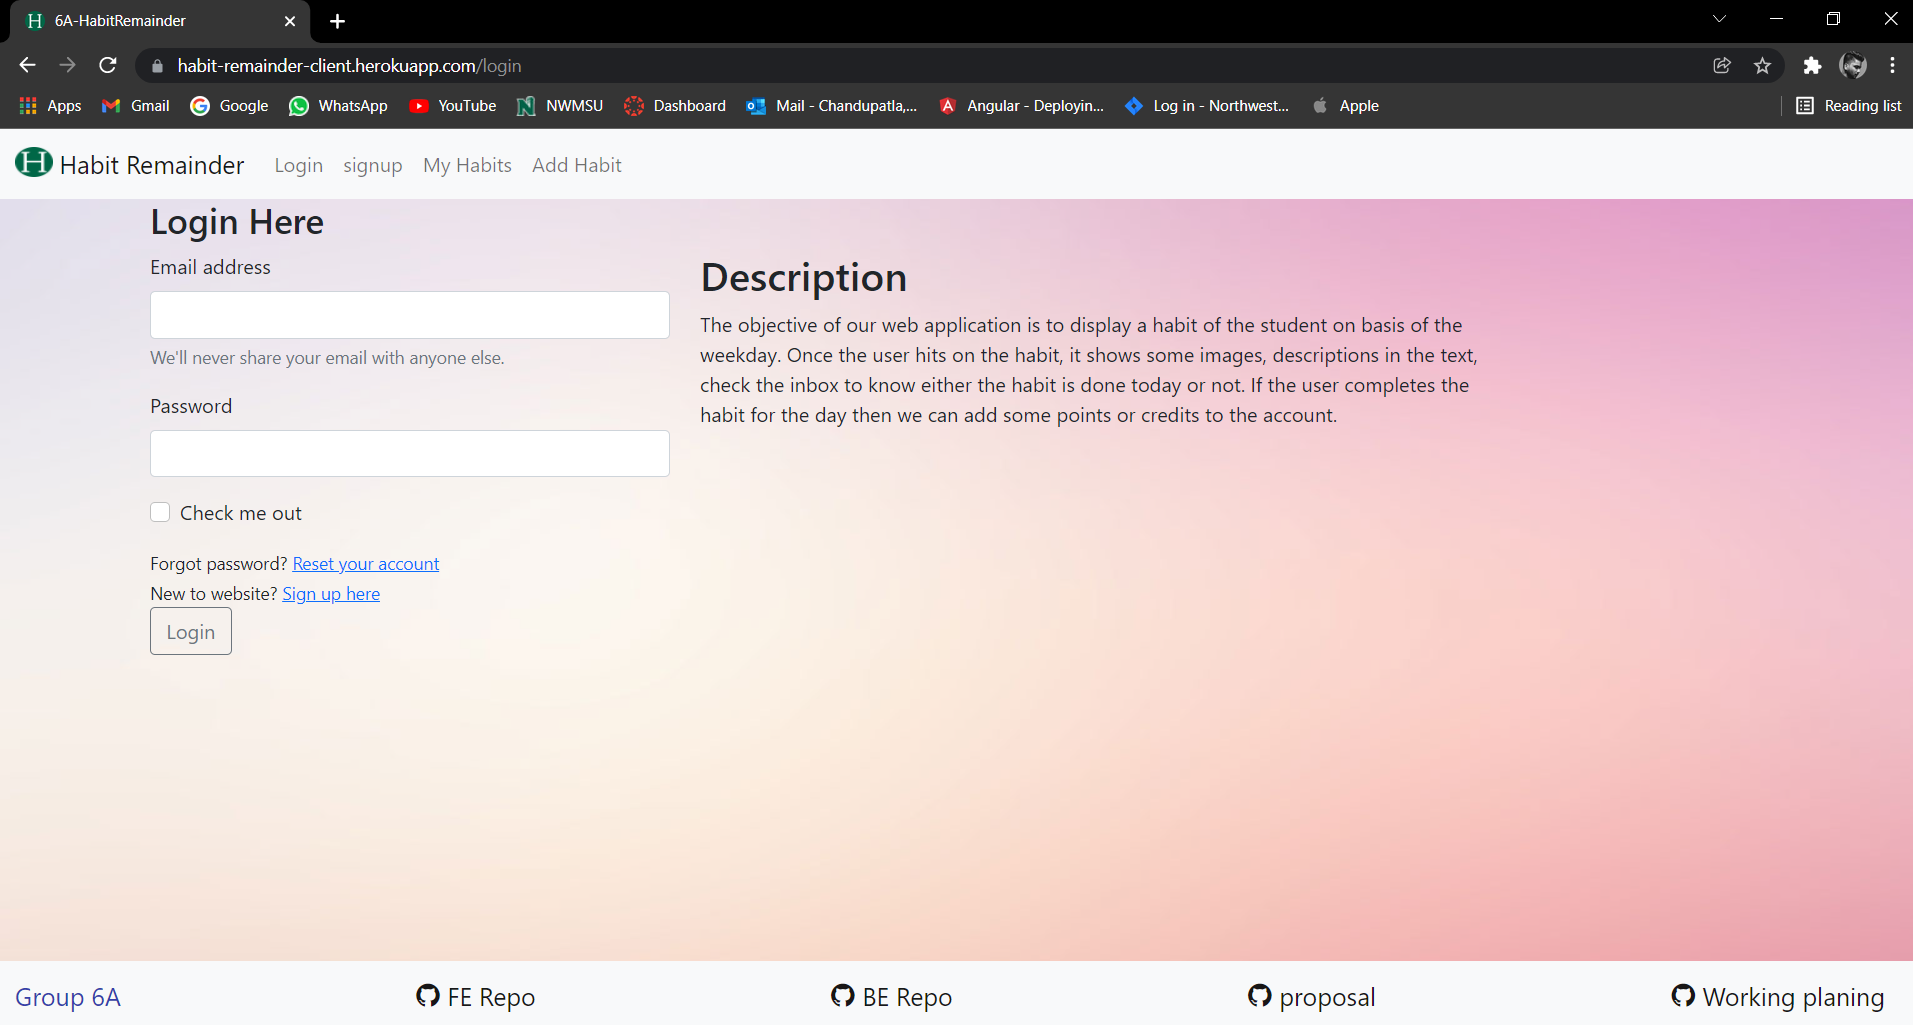 H 6A-HabitRemainder
habit-remainder-client.herokuapp.com/login
Apps Gmail Google WhatsApp YouTube NWMSU Dashboard Mail - Chandupatla,... Angular - Deployin... Log in - Northwest... Apple Reading list
H Habit Remainder Login signup My Habits Add Habit
Login Here
Email address
We'll never share your email with anyone else.
Password
Check me out
Forgot password? Reset your account
New to website? Sign up here
Login
Description
The objective of our web application is to display a habit of the student on basis of the
weekday. Once the user hits on the habit, it shows some images, descriptions in the text,
check the inbox to know either the habit is done today or not. If the user completes the
habit for the day then we can add some points or credits to the account.
Group 6A FE Repo BE Repo proposal Working planing